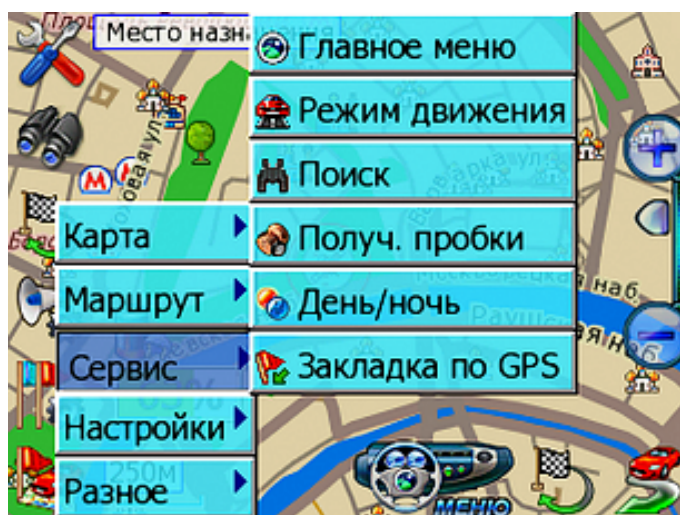 Место назн
Главное меню
Режим движения
Поиск
Карта
Получ. пробки
Маршрут
День/ночь
наб.
Сервис
Закладка по GPS
Настройки
250м
Разное
МЕНЮ